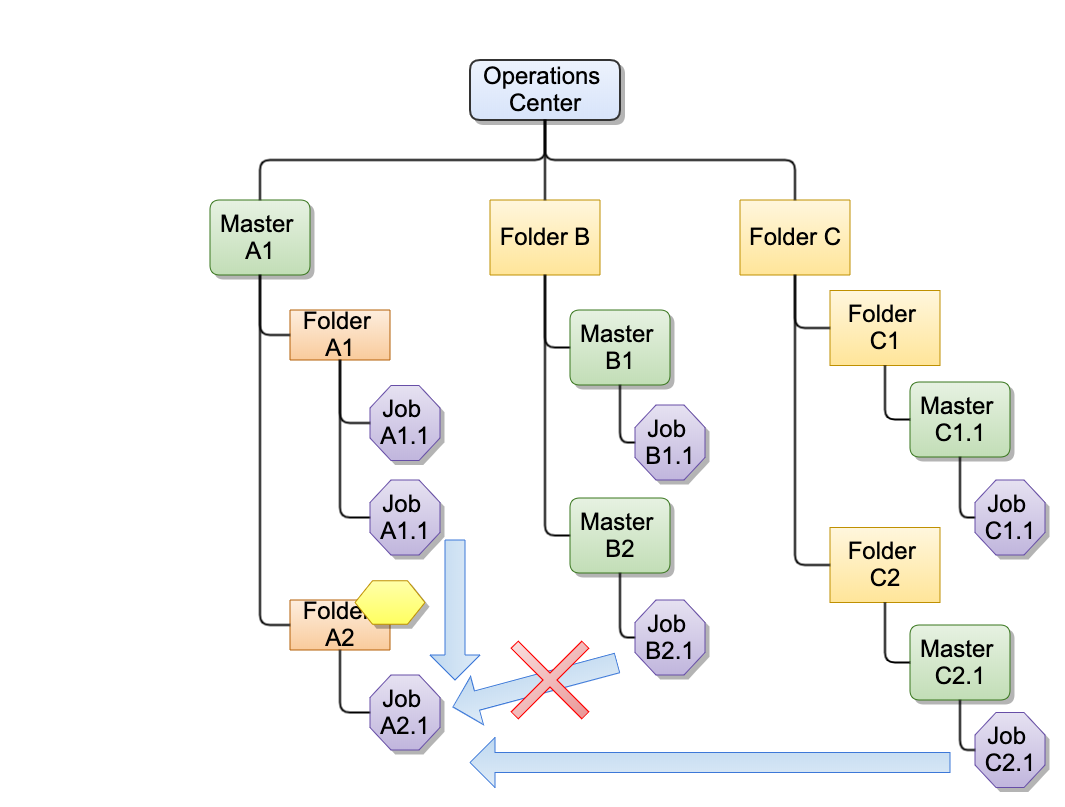 Operations
Center
Master
A1
Folder B
Folder C
Folder
A1
Master
B1
Folder
C1
Job
A1.1
Job
B1.1
Master
C1.1
Job
A1.1
Master
B2
Job
C1.1
Folder
C2
Folde
A2
Job
B2.1
Master
C2.1
Job
A2.1
Job
C2.1